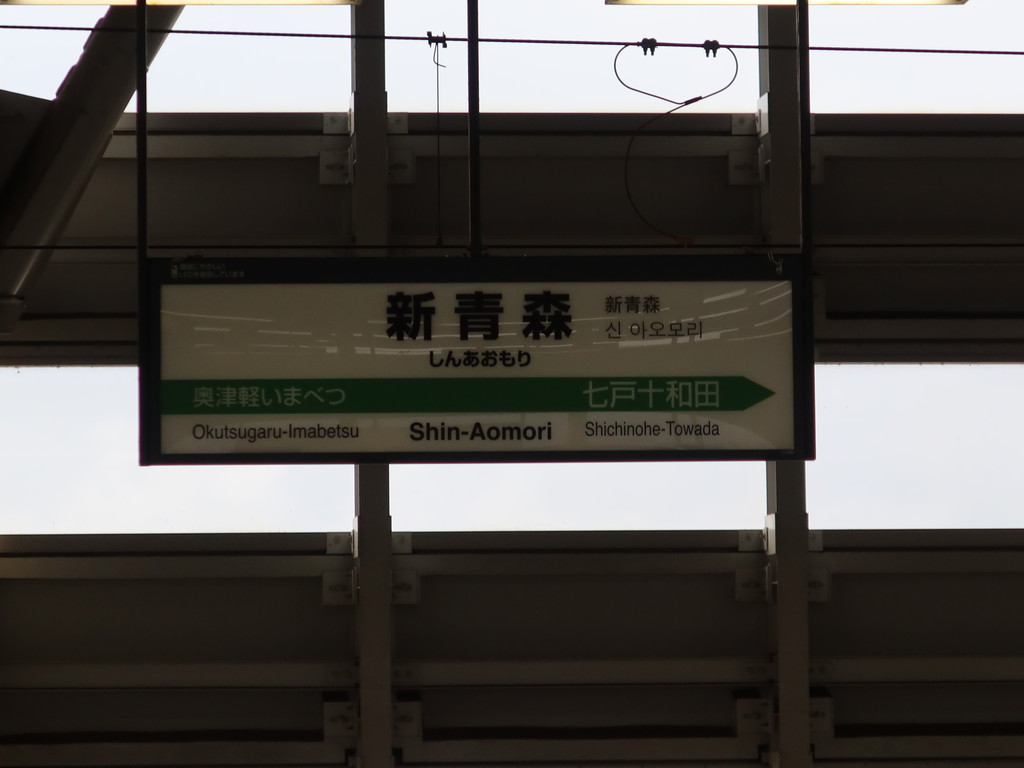 新青森
新青森
신 아오모리
しんあおもり
奥津軽いまべつ 七戸十和田
Okutsugaru-Imabetsu Shin-Aomori Shichinohe-Towada